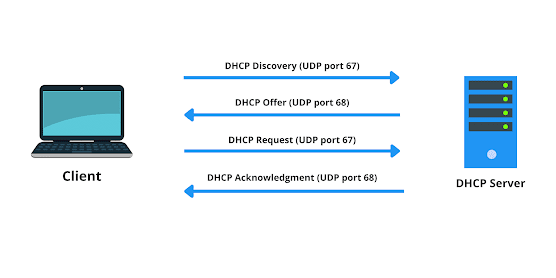 DHCP Discovery (UDP port 67)
DHCP Offer (UDP port 68)
DHCP Request (UDP port 67)
DHCP Acknowledgment (UDP port 68)
Client
DHCP Server